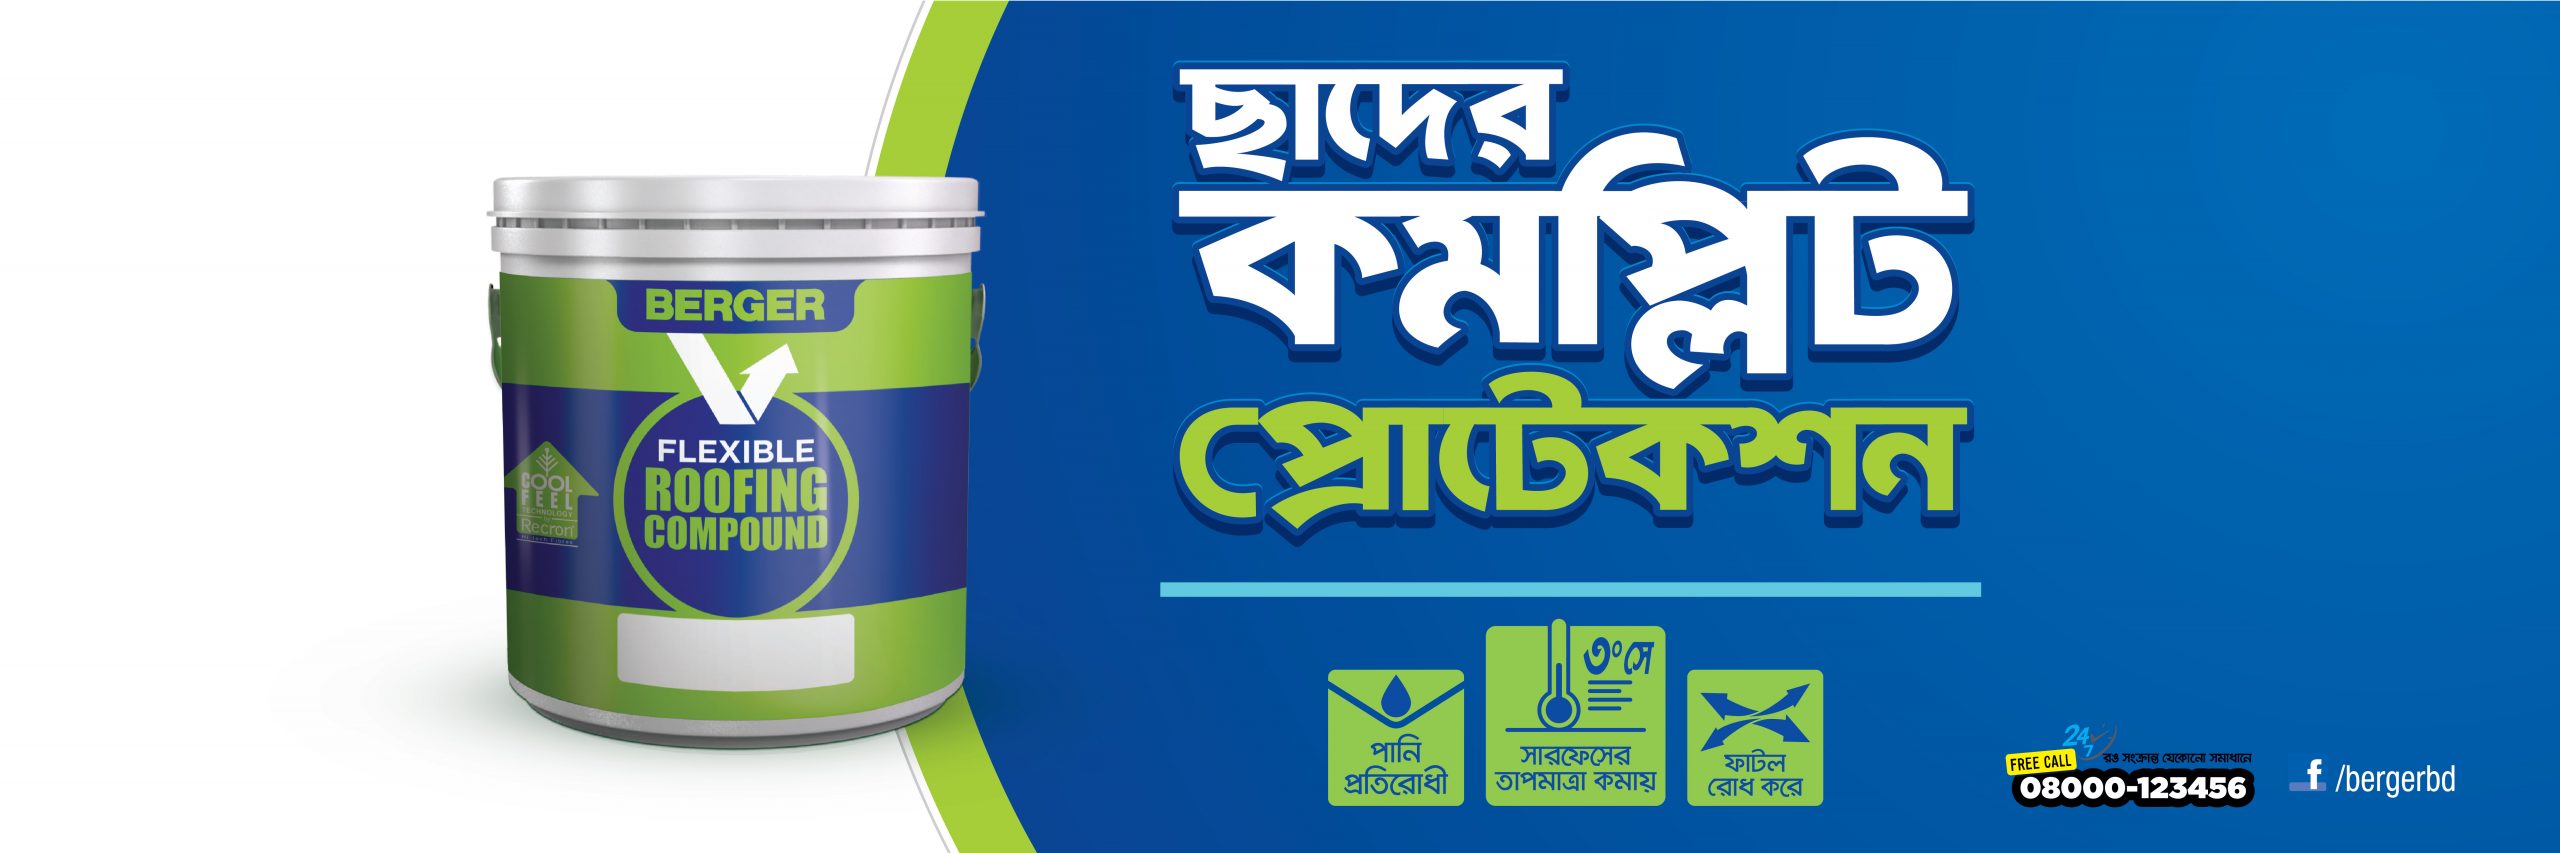 BERGER
FLEXIBLE
ROOFING
COMPOUND
COOL
FEEL
TECHNOLOGY
by
Recron
ছাদের
কমপ্লিট
প্রোটেকশন
পানি
প্রতিরোধী
৩°সে
সারফেসের
তাপমাত্রা কমায়
ফাটল
রোধ করে
24/7
রঙ সংক্রান্ত যেকোনো সমাধানে
FREE CALL
08000-123456
f /bergerbd